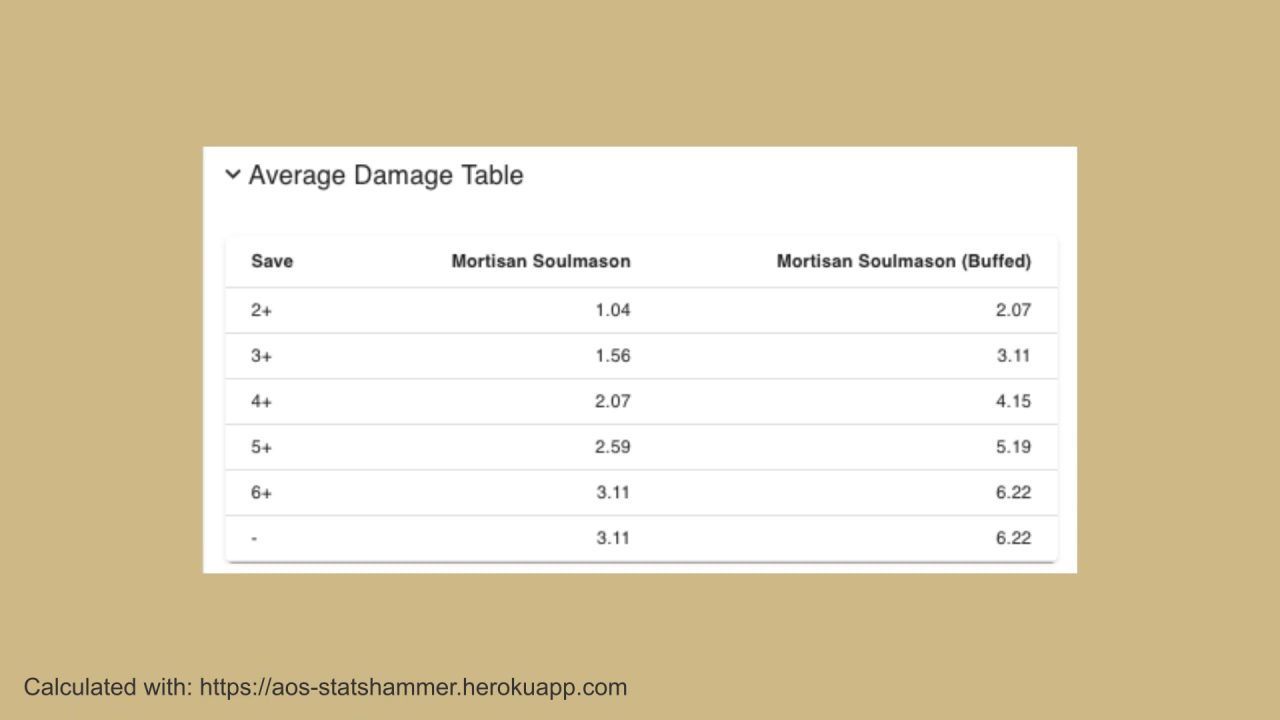 Average Damage Table
Save Mortisan Soulmason Mortisan Soulmason (Buffed)
2+ 1.04 2.07
3+ 1.56 3.11
4+ 2.07 4.15
5+ 2.59 5.19
6+ 3.11 6.22
- 3.11 6.22
Calculated with: https://aos-statshammer.herokuapp.com